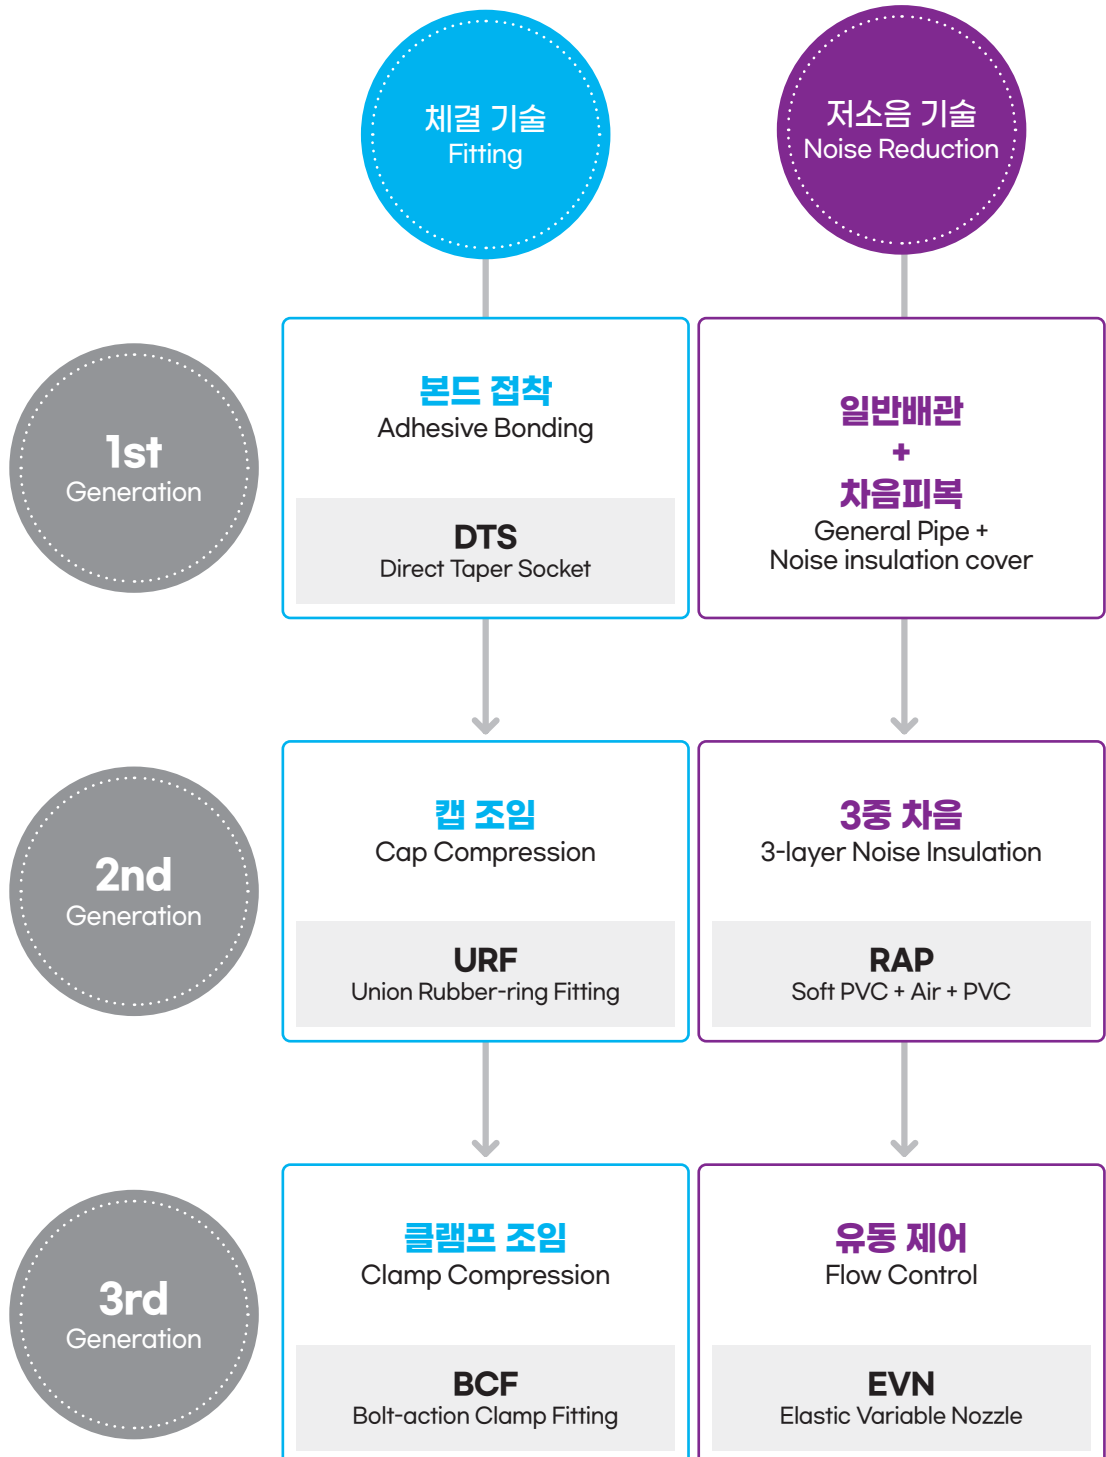 체결 기술
Fitting
저소음 기술
Noise Reduction
1st
Generation
본드 접착
Adhesive Bonding
DTS
Direct Taper Socket
일반배관
+
차음피복
General Pipe +
Noise insulation cover
2nd
Generation
캡 조임
Cap Compression
URF
Union Rubber-ring Fitting
3중 차음
3-layer Noise Insulation
RAP
Soft PVC + Air + PVC
3rd
Generation
클램프 조임
Clamp Compression
BCF
Bolt-action Clamp Fitting
유동 제어
Flow Control
EVN
Elastic Variable Nozzle